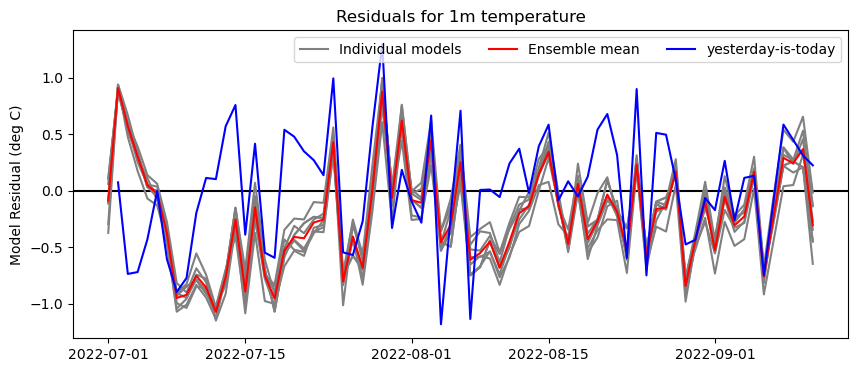 Residuals for 1m temperature
Individual models
Ensemble mean
yesterday-is-today
Model Residual (deg C)
1.0
0.5
0.0
−0.5
−1.0
2022-07-01
2022-07-15
2022-08-01
2022-08-15
2022-09-01